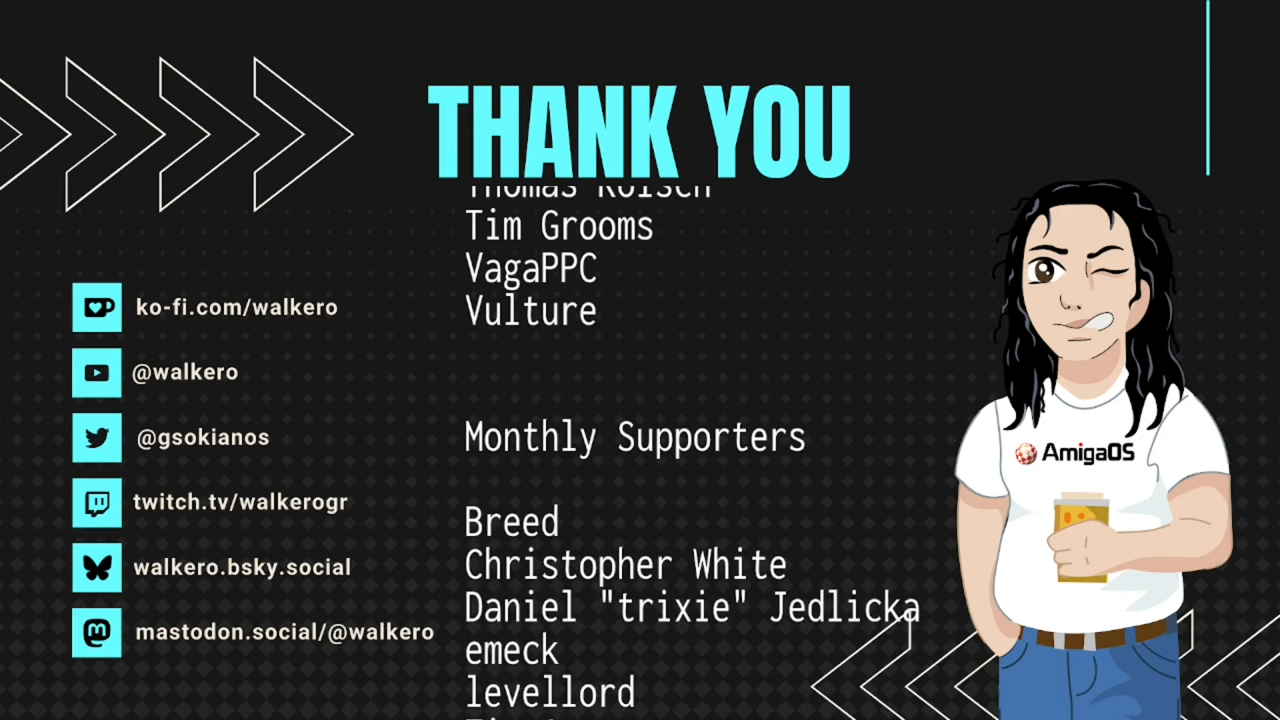 THANK YOU
Tim Grooms
VagaPPC
Vulture
Monthly Supporters
Breed
Christopher White
Daniel "trixie" Jedlicka
emeck
levellord
ko-fi.com/walkero
@walkero
@gsokianos
twitch.tv/walkerogr
walkero.bsky.social
mastodon.social/@walkero
AmigaOS